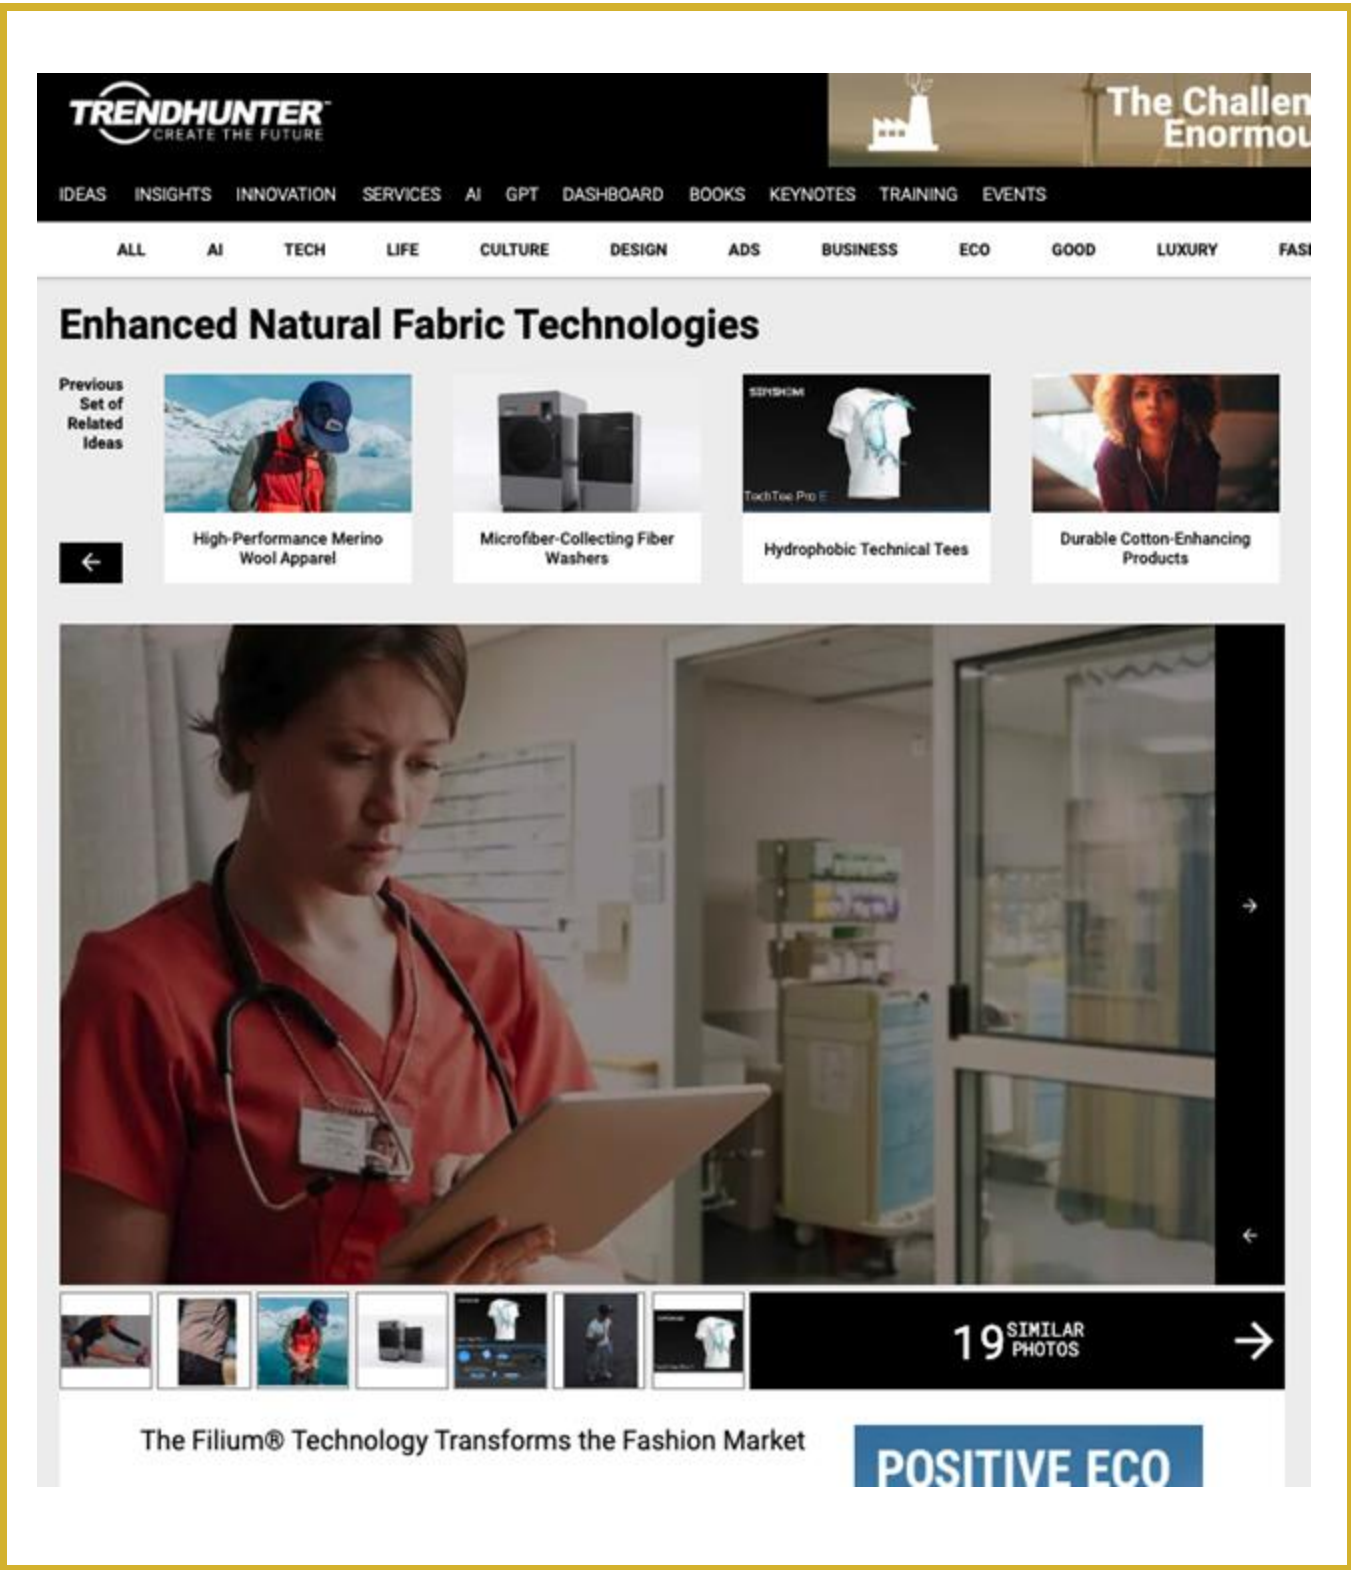 TRENDHUNTER
CREATE THE FUTURE
The Challen
Enormou
IDEAS INSIGHTS INNOVATION SERVICES AI GPT DASHBOARD BOOKS KEYNOTES TRAINING EVENTS
ALL AI TECH LIFE CULTURE DESIGN ADS BUSINESS ECO GOOD LUXURY FASI
Enhanced Natural Fabric Technologies
Previous
Set of
Related
Ideas
High-Performance Merino
Wool Apparel
Microfiber-Collecting Fiber
Washers
TechTee Pro E
Hydrophobic Technical Tees
Durable Cotton-Enhancing
Products
19 SIMILAR
PHOTOS
The Filium® Technology Transforms the Fashion Market
POSITIVE ECO